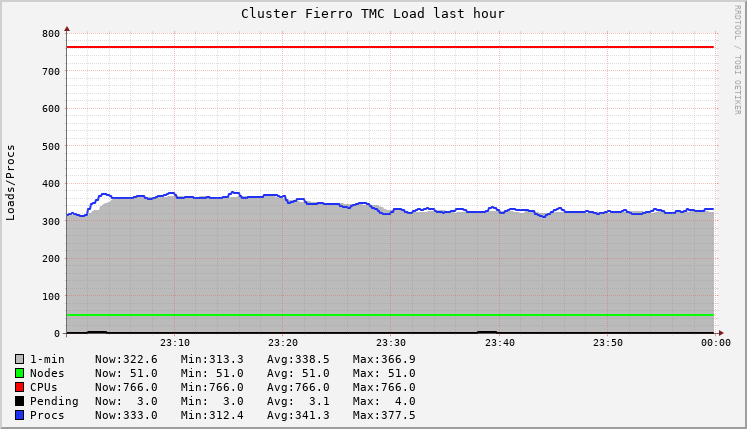 Cluster Fierro TMC Load last hour
RRDTOOL / TOBI OETIKER
Loads/Procs
800
700
600
500
400
300
200
100
0
23:10 23:20 23:30 23:40 23:50 00:00
1-min Now:322.6 Min:313.3 Avg:338.5 Max:366.9
Nodes Now: 51.0 Min: 51.0 Avg: 51.0 Max: 51.0
CPUs Now:766.0 Min:766.0 Avg:766.0 Max:766.0
Pending Now: 3.0 Min: 3.0 Avg: 3.1 Max: 4.0
Procs Now:333.0 Min:312.4 Avg:341.3 Max:377.5